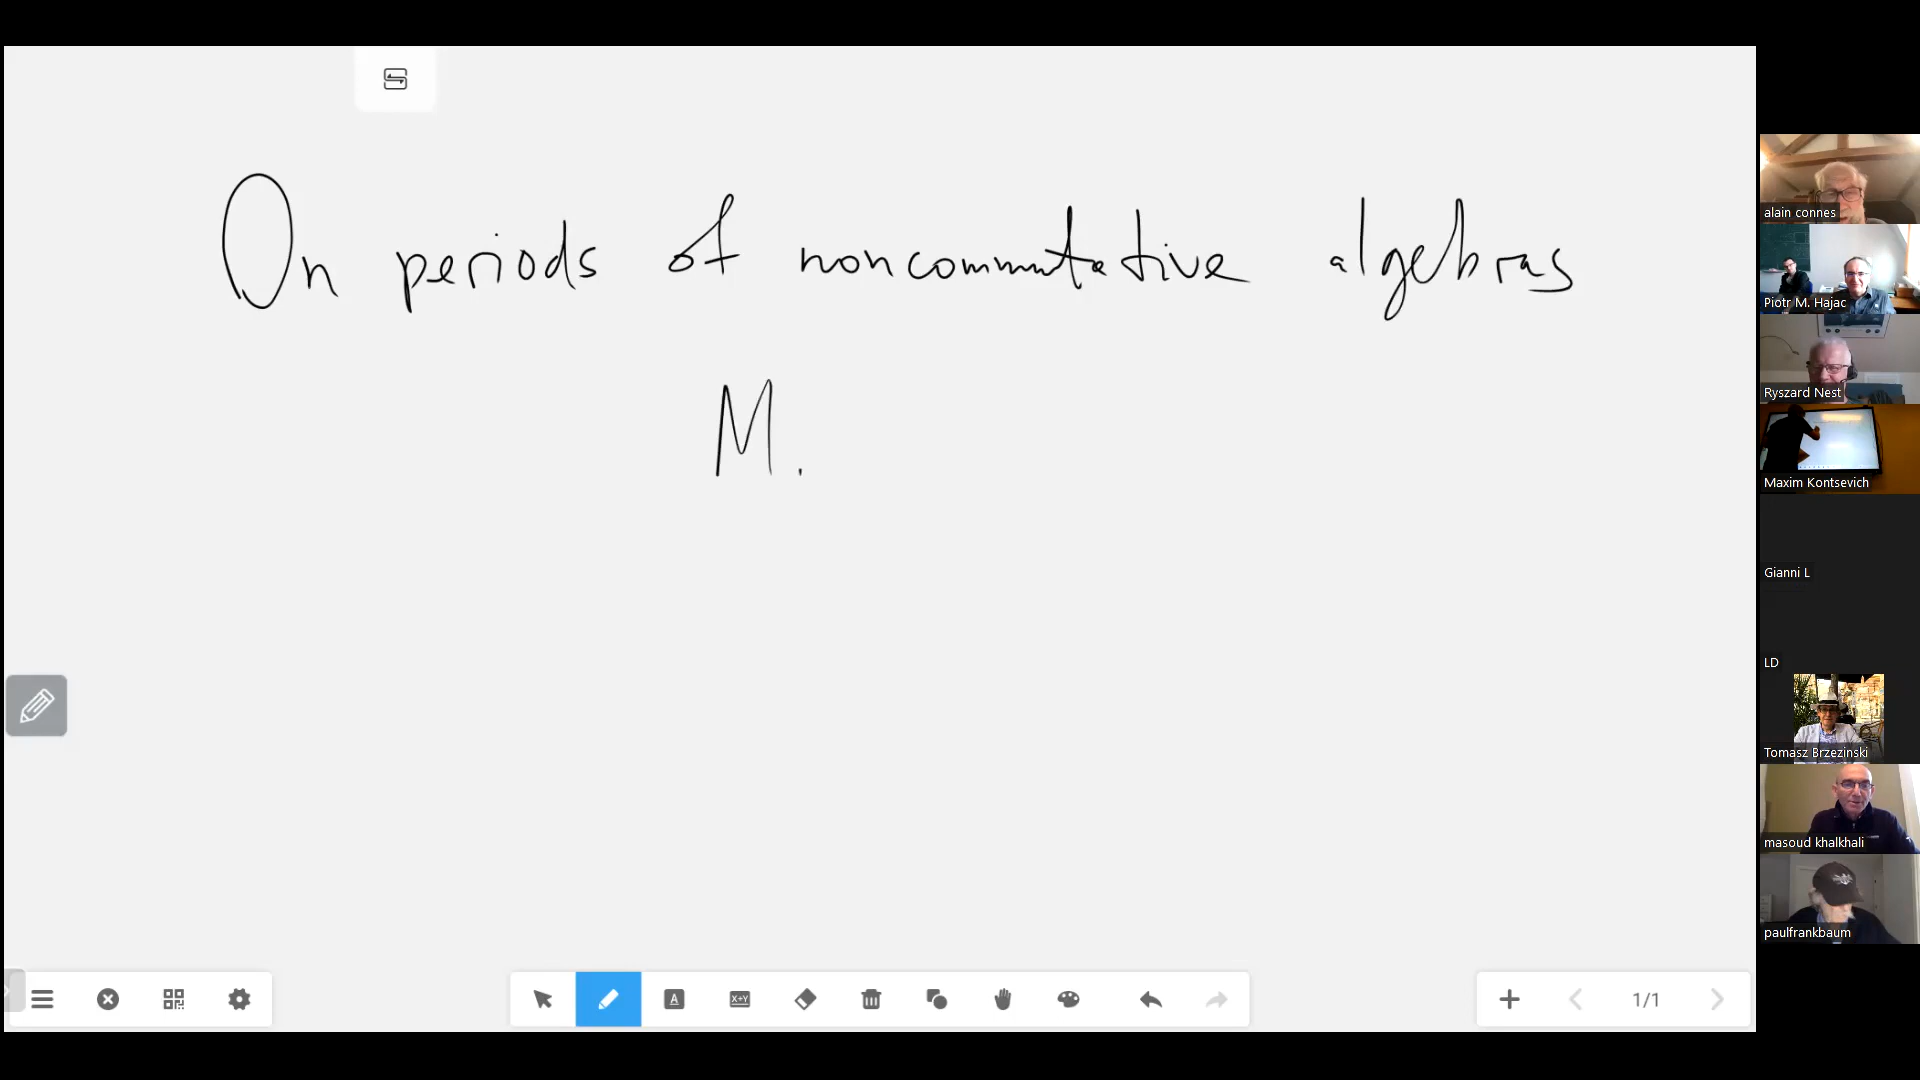 On periods of noncommutative algebras
M.
alain connes
Piotr M. Hajac
Ryszard Nest
Maxim Kontsevich
Gianni L
LD
Tomasz Brzezinski
masoud khalkhali
paulfrankbaum
A
X+Y
1/1